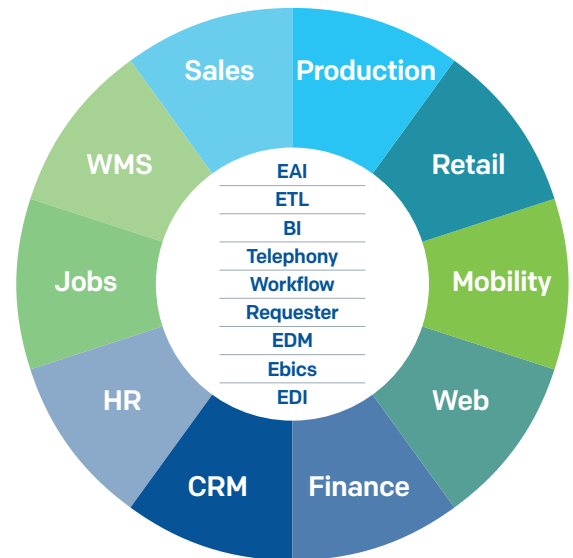 Sales
Production
Retail
Mobility
Web
Finance
CRM
HR
Jobs
WMS
EAI
ETL
BI
Telephony
Workflow
Requester
EDM
Ebics
EDI